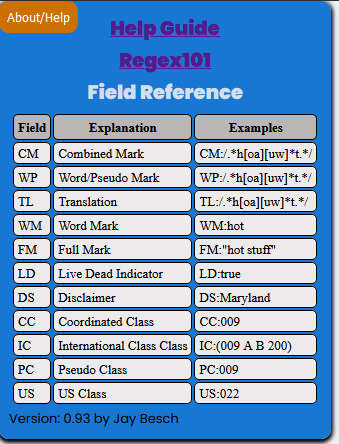 About/Help
Help Guide
Regex101
Field Reference
Field Explanation Examples
CM Combined Mark CM:/.*h[oa][uw]*t.*/
WP Word/Pseudo Mark WP:/.*h[oa][uw]*t.*/
TL Translation TL:/.*h[oa][uw]*t.*/
WM Word Mark WM:hot
FM Full Mark FM:"hot stuff"
LD Live Dead Indicator LD:true
DS Disclaimer DS:Maryland
CC Coordinated Class CC:009
IC International Class Class IC:(009 A B 200)
PC Pseudo Class PC:009
US US Class US:022
Version: 0.93 by Jay Besch